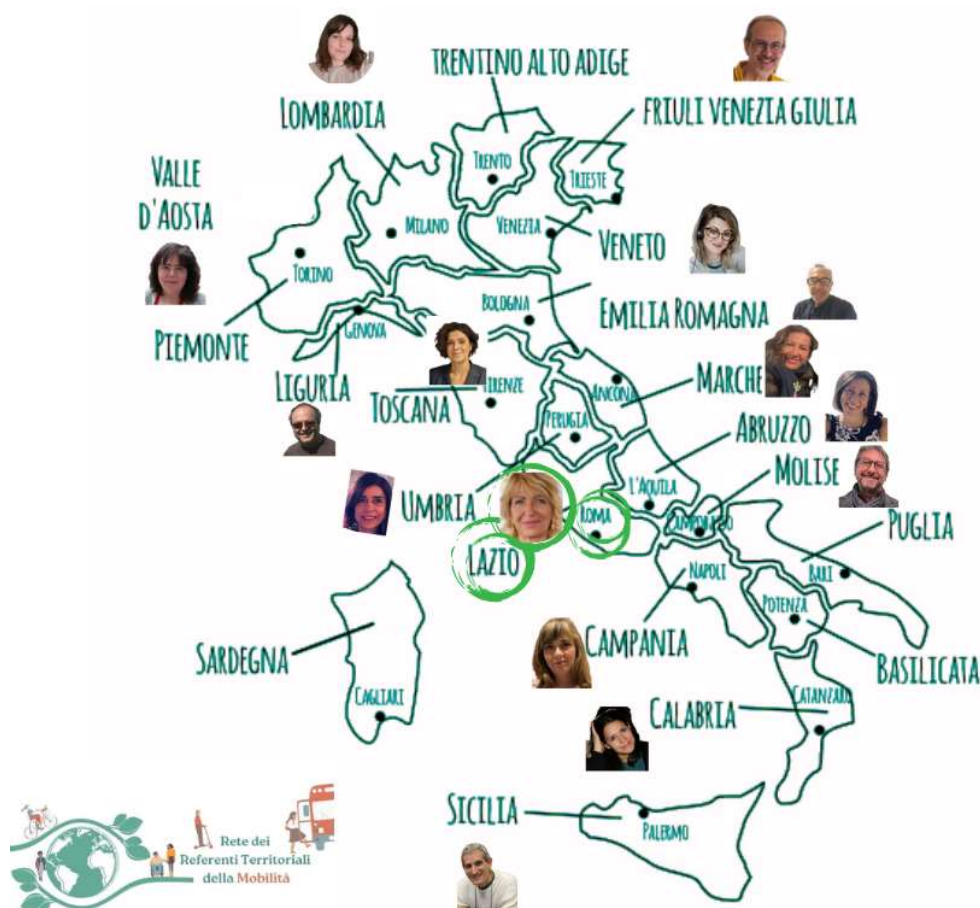 TRENTINO ALTO ADIGE
LOMBARDIA
FRIULI VENEZIA GIULIA
TRENTO
TRIESTE
VALLE
D'AOSTA
MILANO
VENEZIA
VENETO
TORINO
BOLOGNA
EMILIA ROMAGNA
PIEMONTE
GENOVA
LIGURIA
FIRENZE
TOSCANA
ANCONA
MARCHE
PERUGIA
ABRUZZO
L'AQUILA
MOLISE
UMBRIA
ROMA
CAMPOBASSO
PUGLIA
LAZIO
NAPOLI
BARI
POTENZA
SARDEGNA
CAMPANIA
BASILICATA
CAGLIARI
CALABRIA
CATANZARO
SICILIA
PALERMO
Rete dei
Referenti Territoriali
della Mobilità